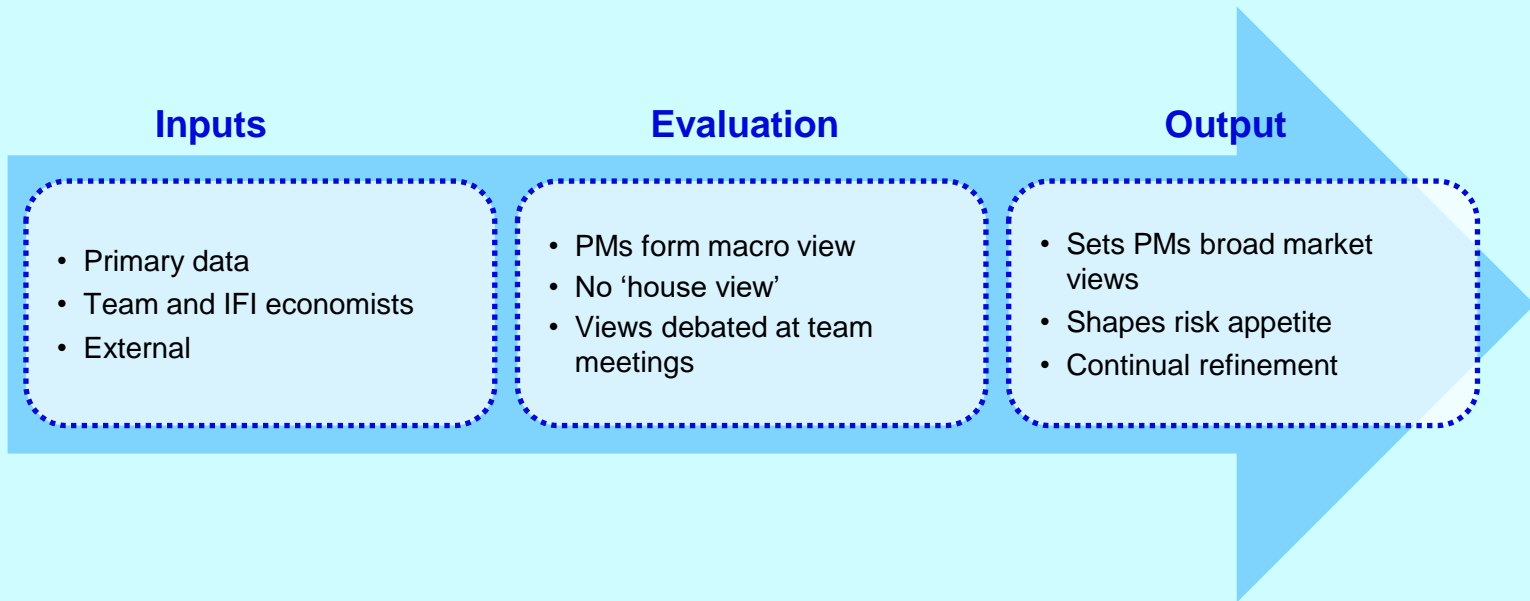 Inputs
Evaluation
Output
• Primary data
• Team and IFI economists
• External
• PMs form macro view
• No ‘house view’
• Views debated at team
meetings
• Sets PMs broad market
views
• Shapes risk appetite
• Continual refinement